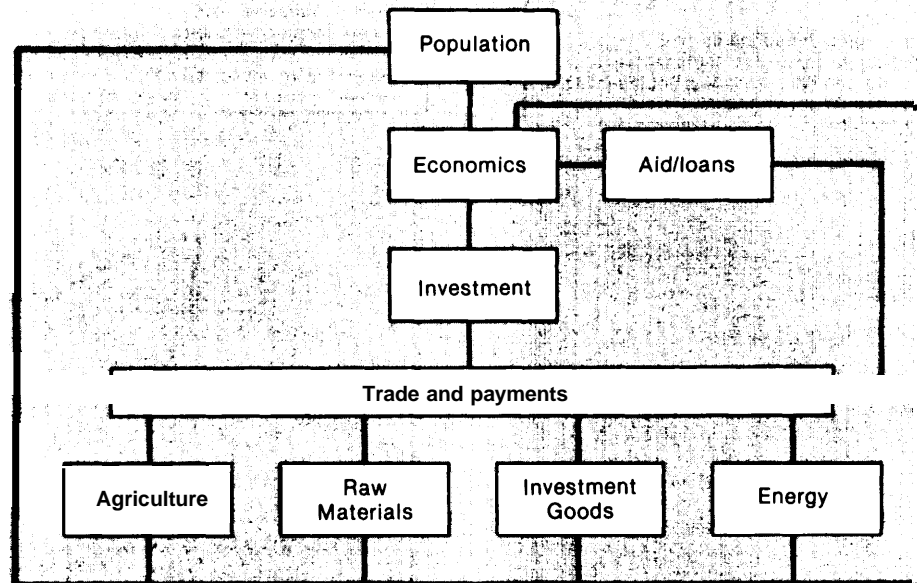 Population
Economics
Aid/loans
Investment
Trade and payments
Agriculture
Raw
Materials
Investment
Goods
Energy